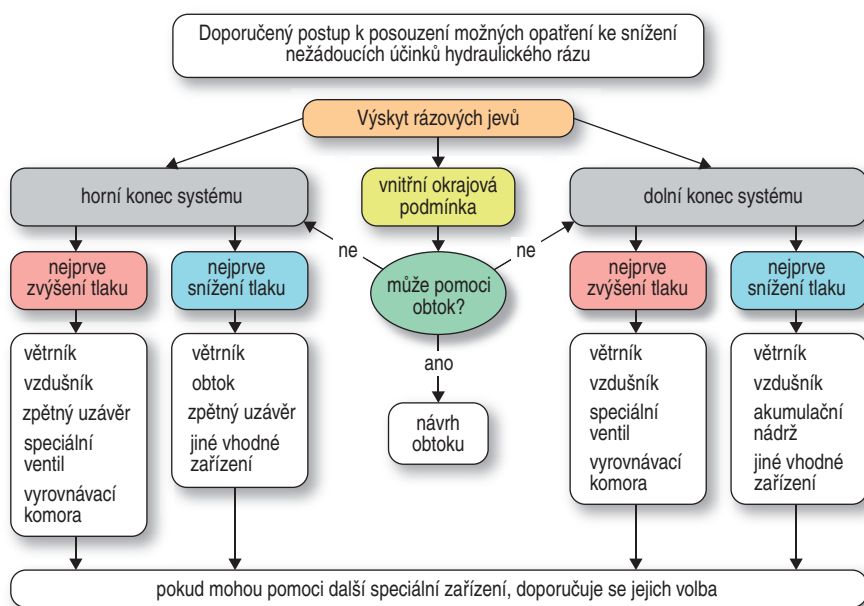 Doporučený postup k posouzení možných opatření ke snížení
nežádoucích účinků hydraulického rázu
Výskyt rázových jevů
horní konec systému
vnitřní okrajová
podmínka
dolní konec systému
ne
ne
nejprve
zvýšení tlaku
nejprve
snížení tlaku
může pomoci
obtok?
nejprve
zvýšení tlaku
nejprve
snížení tlaku
ano
větrník
vzdušník
zpětný uzávěr
speciální
ventil
vyrovnávací
komora
větrník
obtok
zpětný uzávěr
jiné vhodné
zařízení
návrh
obtoku
větrník
vzdušník
speciální
ventil
vyrovnávací
komora
větrník
vzdušník
akumulační
nádrž
jiné vhodné
zařízení
pokud mohou pomoci další speciální zařízení, doporučuje se jejich volba